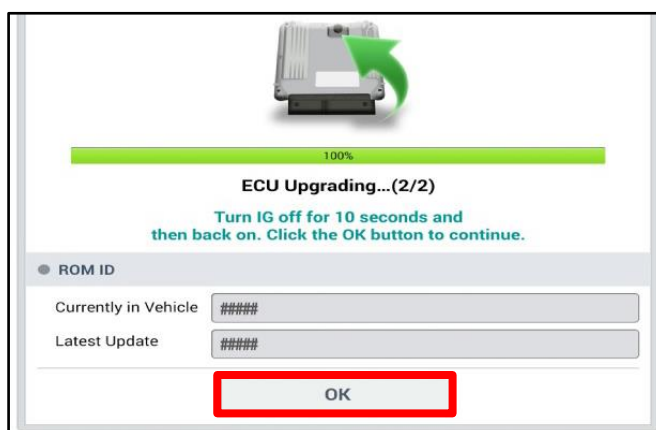 100%
ECU Upgrading...(2/2)
Turn IG off for 10 seconds and
then back on. Click the OK button to continue.
ROM ID
Currently in Vehicle #####
Latest Update #####
OK